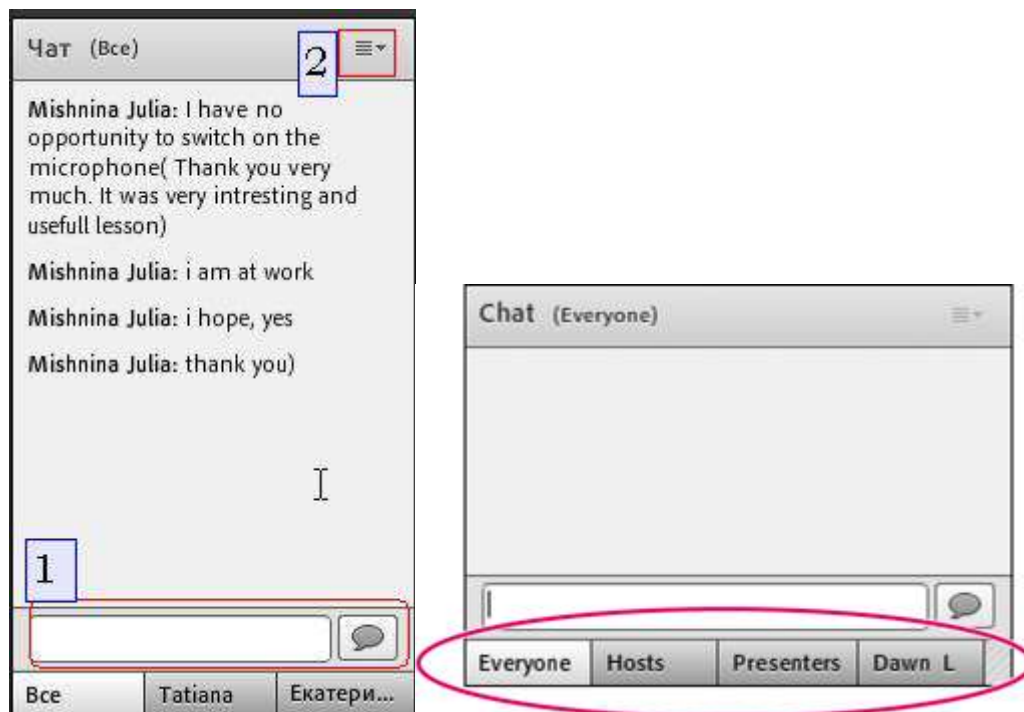 Чат (Все)
2
Mishnina Julia: I have no
opportunity to switch on the
microphone( Thank you very
much. It was very intresting and
usefull lesson)
Mishnina Julia: i am at work
Mishnina Julia: i hope, yes
Mishnina Julia: thank you)
1
Все Tatiana Екатери...
Chat (Everyone)
Everyone Hosts Presenters Dawn L